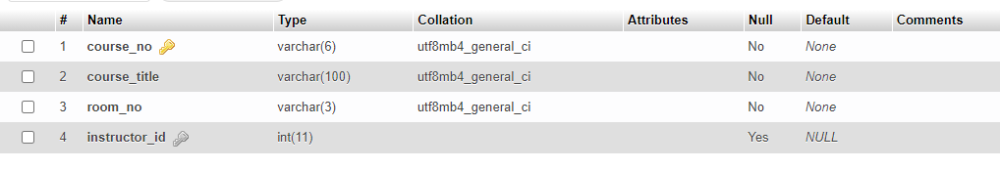 # Name Type Collation Attributes Null Default Comments
1 course_no varchar(6) utf8mb4_general_ci No None
2 course_title varchar(100) utf8mb4_general_ci No None
3 room_no varchar(3) utf8mb4_general_ci No None
4 instructor_id int(11) Yes NULL